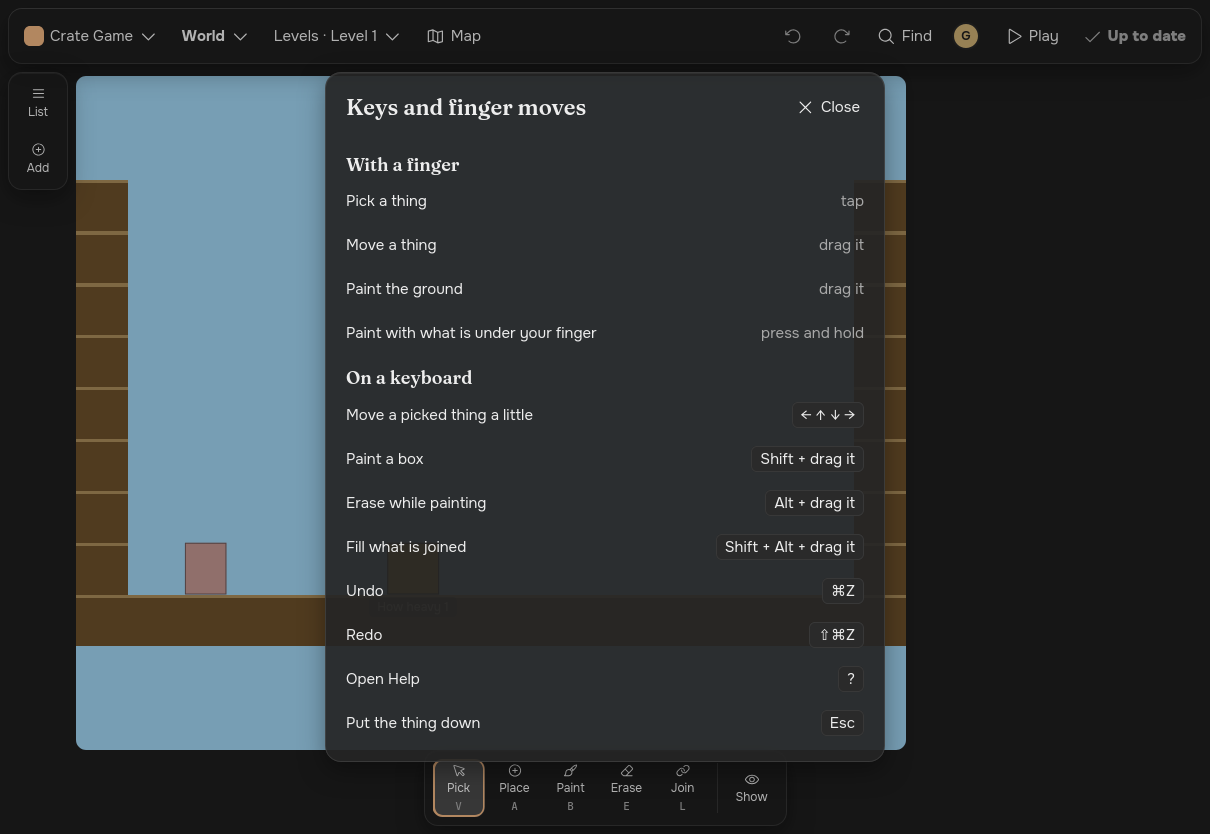 Crate Game
World
Levels · Level 1
Map
Find
G
Play
Up to date
List
Add
Keys and finger moves
Close
With a finger
Pick a thing
tap
Move a thing
drag it
Paint the ground
drag it
Paint with what is under your finger
press and hold
On a keyboard
Move a picked thing a little
← ↑ ↓ →
Paint a box
Shift + drag it
Erase while painting
Alt + drag it
Fill what is joined
Shift + Alt + drag it
Undo
⌘Z
Redo
⇧⌘Z
Open Help
?
Put the thing down
Esc
Pick
V
Place
A
Paint
B
Erase
E
Join
L
Show